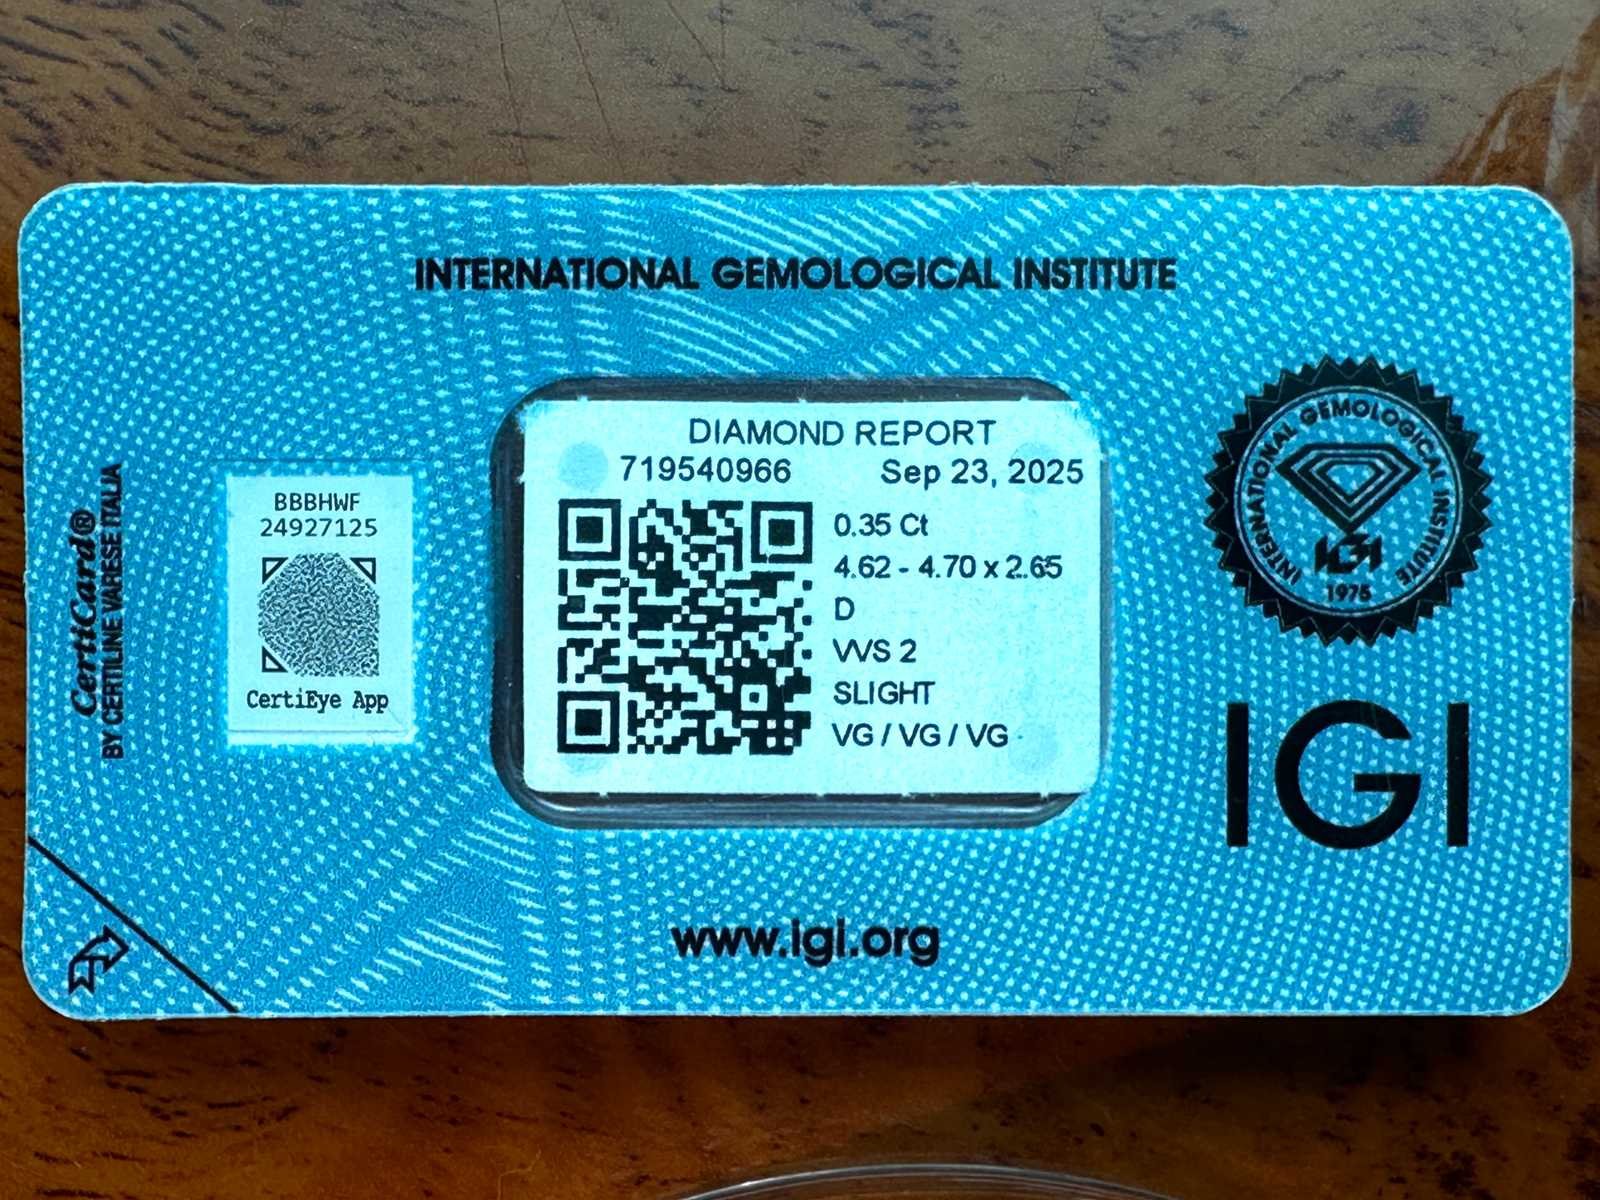 INTERNATIONAL GEMOLOGICAL INSTITUTE
CertiCard®
BY CERTILINE VARESE ITALIA
BBBHWF
24927125
CertiEye App
DIAMOND REPORT
719540966 Sep 23, 2025
0.35 Ct
4.62 - 4.70 x 2.65
D
VVS 2
SLIGHT
VG / VG / VG
INTERNATIONAL GEMOLOGICAL INSTITUTE
IGI
1975
IGI
www.igi.org